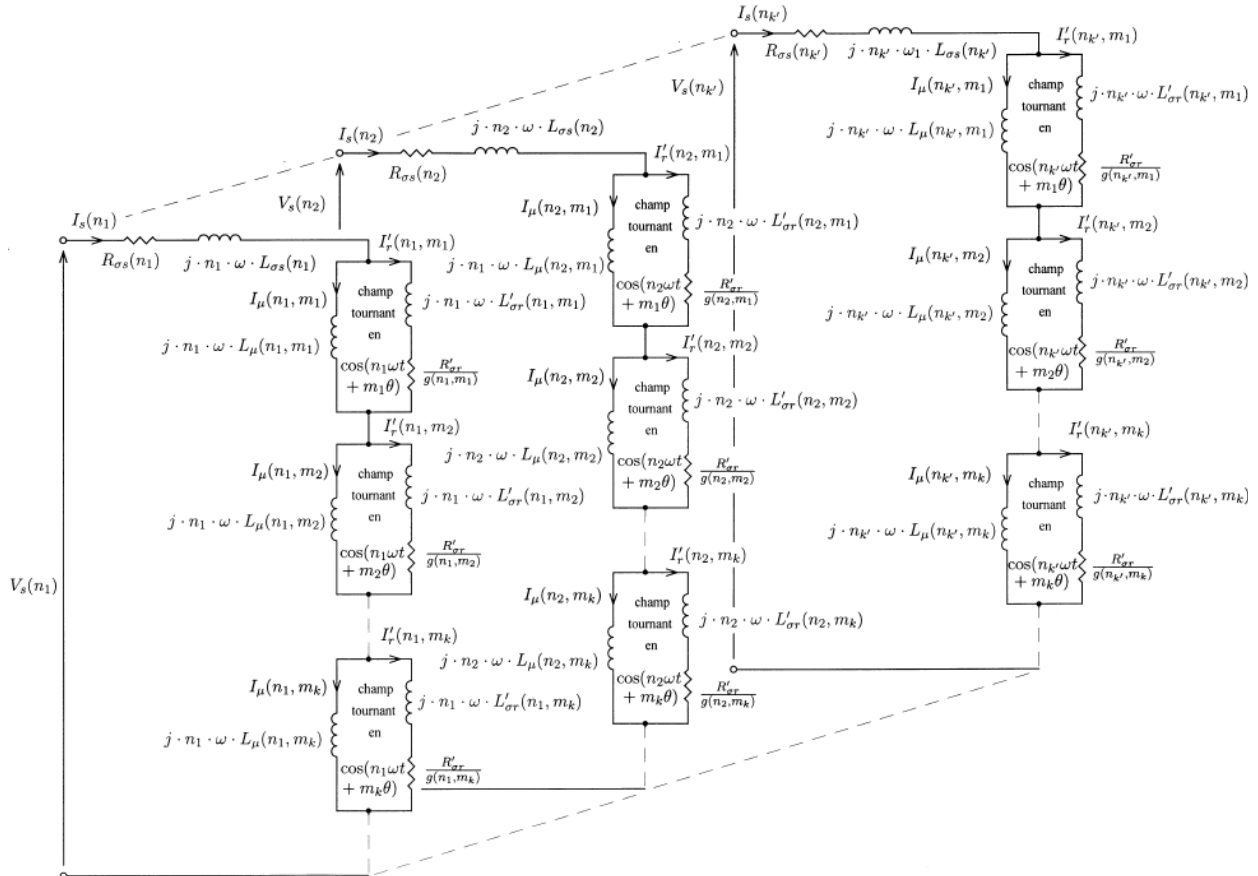 I_s(n_1)
R_{σs}(n_1)
j · n_1 · ω · L_{σs}(n_1)
V_s(n_1)
I'_r(n_1, m_1)
I_μ(n_1, m_1)
j · n_1 · ω · L_μ(n_1, m_1)
champ
tournant
en
cos(n_1ωt
+ m_1θ)
j · n_1 · ω · L'_{σr}(n_1, m_1)
R'_{σr}
g(n_1,m_1)
I'_r(n_1, m_2)
I_μ(n_1, m_2)
j · n_1 · ω · L_μ(n_1, m_2)
champ
tournant
en
cos(n_1ωt
+ m_2θ)
j · n_1 · ω · L'_{σr}(n_1, m_2)
R'_{σr}
g(n_1,m_2)
I'_r(n_1, m_k)
I_μ(n_1, m_k)
j · n_1 · ω · L_μ(n_1, m_k)
champ
tournant
en
cos(n_1ωt
+ m_kθ)
j · n_1 · ω · L'_{σr}(n_1, m_k)
R'_{σr}
g(n_1,m_k)
I_s(n_2)
R_{σs}(n_2)
j · n_2 · ω · L_{σs}(n_2)
V_s(n_2)
I'_r(n_2, m_1)
I_μ(n_2, m_1)
j · n_1 · ω · L_μ(n_2, m_1)
champ
tournant
en
cos(n_2ωt
+ m_1θ)
j · n_2 · ω · L'_{σr}(n_2, m_1)
R'_{σr}
g(n_2,m_1)
I'_r(n_2, m_2)
I_μ(n_2, m_2)
j · n_2 · ω · L_μ(n_2, m_2)
champ
tournant
en
cos(n_2ωt
+ m_2θ)
j · n_2 · ω · L'_{σr}(n_2, m_2)
R'_{σr}
g(n_2,m_2)
I'_r(n_2, m_k)
I_μ(n_2, m_k)
j · n_2 · ω · L_μ(n_2, m_k)
champ
tournant
en
cos(n_2ωt
+ m_kθ)
j · n_2 · ω · L'_{σr}(n_2, m_k)
R'_{σr}
g(n_2,m_k)
I_s(n_{k'})
R_{σs}(n_{k'})
j · n_{k'} · ω_1 · L_{σs}(n_{k'})
V_s(n_{k'})
I'_r(n_{k'}, m_1)
I_μ(n_{k'}, m_1)
j · n_{k'} · ω · L_μ(n_{k'}, m_1)
champ
tournant
en
cos(n_{k'}ωt
+ m_1θ)
j · n_{k'} · ω · L'_{σr}(n_{k'}, m_1)
R'_{σr}
g(n_{k'},m_1)
I'_r(n_{k'}, m_2)
I_μ(n_{k'}, m_2)
j · n_{k'} · ω · L_μ(n_{k'}, m_2)
champ
tournant
en
cos(n_{k'}ωt
+ m_2θ)
j · n_{k'} · ω · L'_{σr}(n_{k'}, m_2)
R'_{σr}
g(n_{k'},m_2)
I'_r(n_{k'}, m_k)
I_μ(n_{k'}, m_k)
j · n_{k'} · ω · L_μ(n_{k'}, m_k)
champ
tournant
en
cos(n_{k'}ωt
+ m_kθ)
j · n_{k'} · ω · L'_{σr}(n_{k'}, m_k)
R'_{σr}
g(n_{k'},m_k)